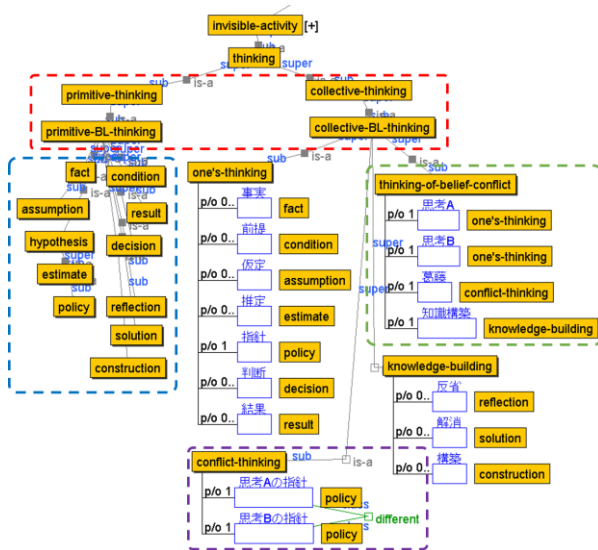 invisible-activity [+]
is-a
super
thinking
super
sub
is-a
sub
is-a
primitive-thinking
collective-thinking
super
is-a
super
is-a
primitive-BL-thinking
collective-BL-thinking
is-a
is-a
sub
sub
fact
condition
one's-thinking
thinking-of-belief-conflict
sub
is-a
sub
事実
p/o 0..
fact
思考A
p/o 1
one's-thinking
assumption
result
前提
p/o 0..
condition
思考B
super
p/o 1
one's-thinking
hypothesis
decision
仮定
p/o 0..
assumption
葛藤
super
sub
p/o 1
conflict-thinking
estimate
推定
p/o 0..
estimate
知識構築
sub
p/o 1
knowledge-building
policy
reflection
指針
p/o 1
policy
solution
判断
p/o 0..
decision
knowledge-building
construction
反省
p/o 0..
reflection
結果
p/o 0..
result
解消
p/o 0..
solution
conflict-thinking
sub
is-a
構築
p/o 0..
construction
思考Aの指針
p/o 1
policy
different
思考Bの指針
p/o 1
policy